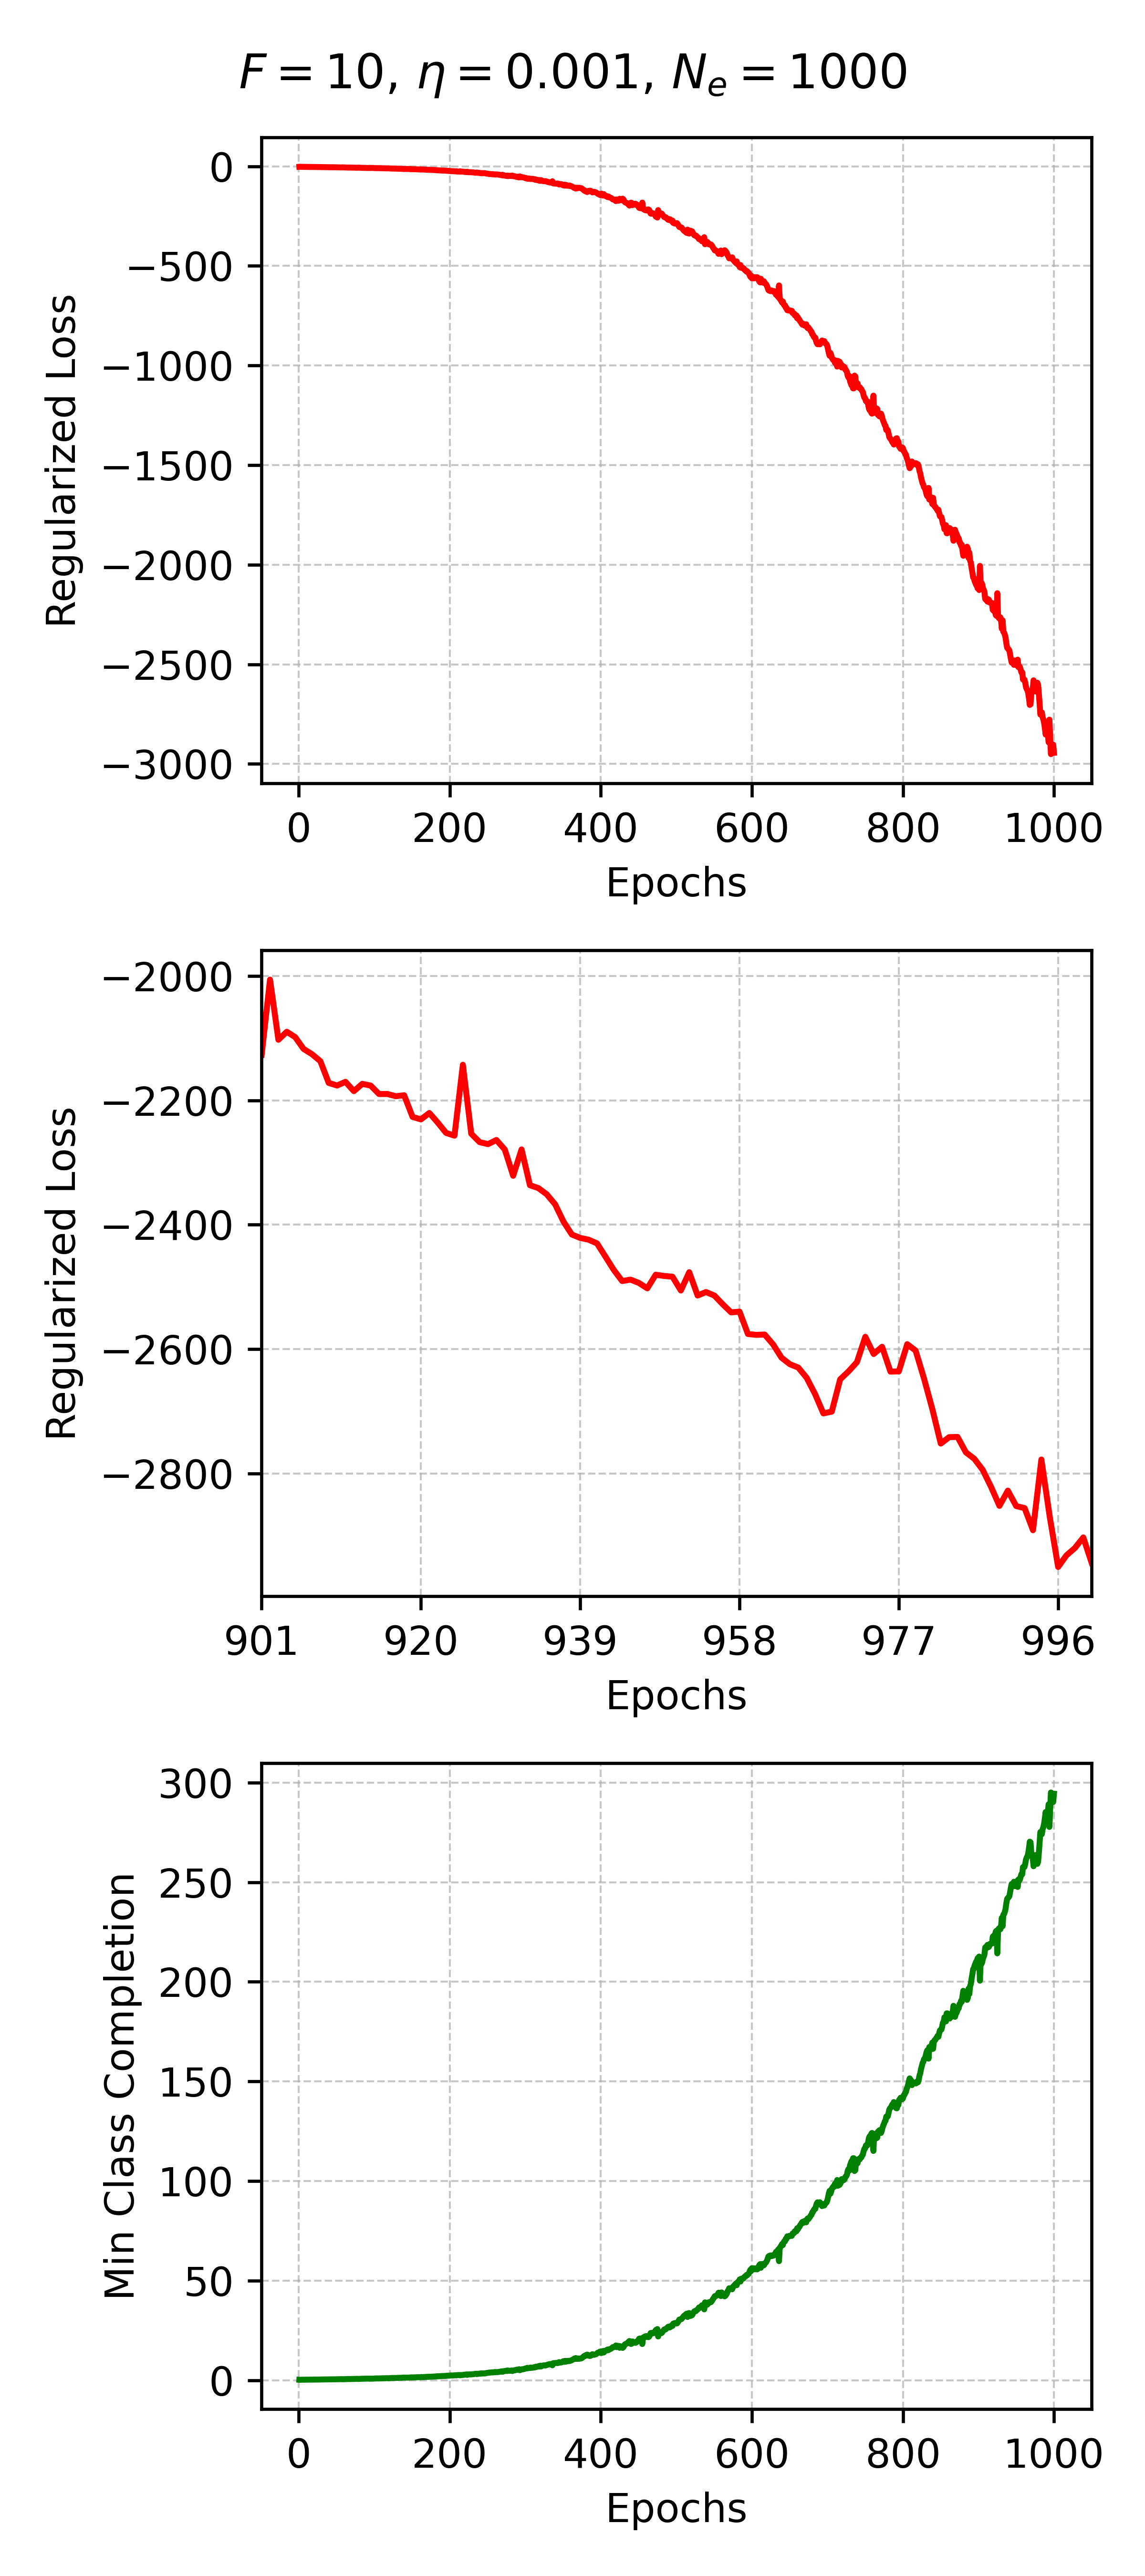 F = 10, η = 0.001, Nₑ = 1000
0
−500
−1000
−1500
−2000
−2500
−3000
Regularized Loss
0 200 400 600 800 1000
Epochs
−2000
−2200
−2400
−2600
−2800
Regularized Loss
901 920 939 958 977 996
Epochs
300
250
200
150
100
50
0
Min Class Completion
0 200 400 600 800 1000
Epochs